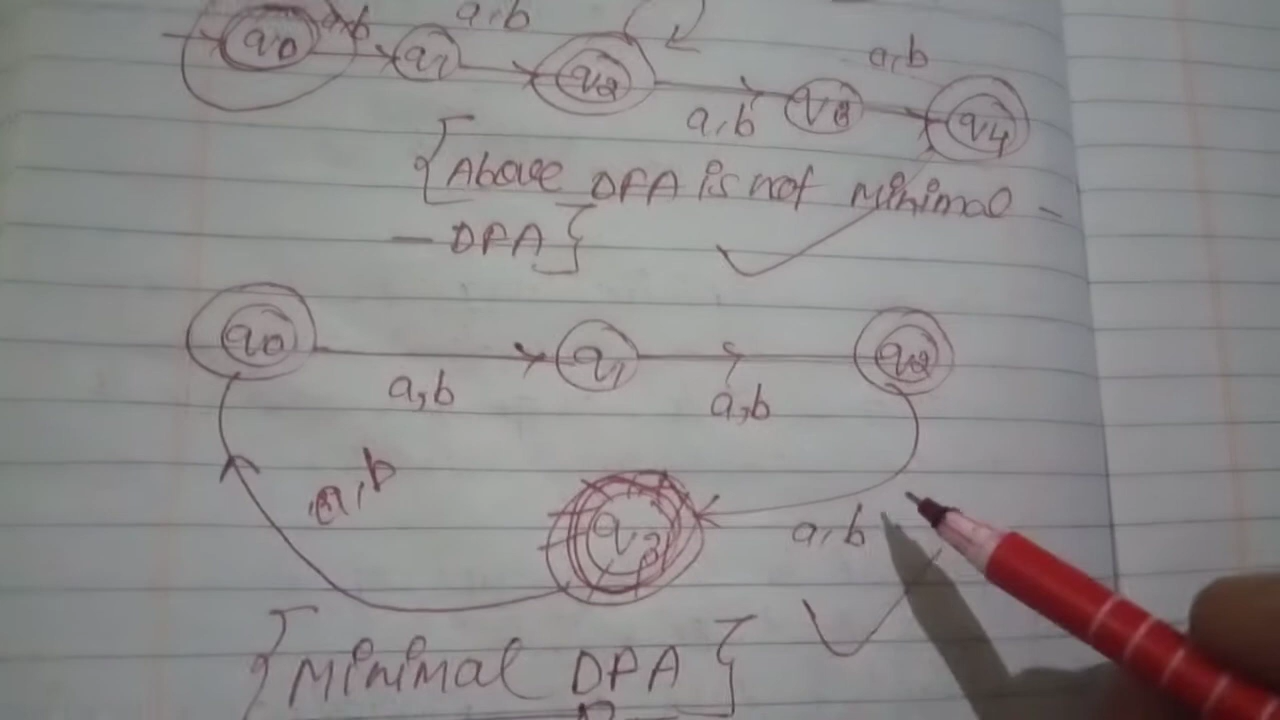 a,b
a,b
a,b
q0 q1 q2 q3 q4
a,b
{Above DFA is not Minimal -
- DFA}
q0 q1 q2
a,b a,b
a,b
q3 a,b
{Minimal DFA}